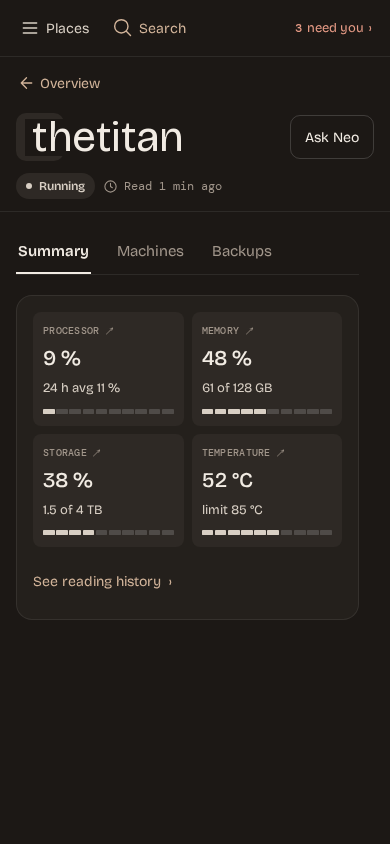 Places Search 3 need you ›
← Overview
thetitan
Ask Neo
Running Read 1 min ago
Summary Machines Backups
PROCESSOR ↗ MEMORY ↗
9 % 48 %
24 h avg 11 % 61 of 128 GB
STORAGE ↗ TEMPERATURE ↗
38 % 52 °C
1.5 of 4 TB limit 85 °C
See reading history ›